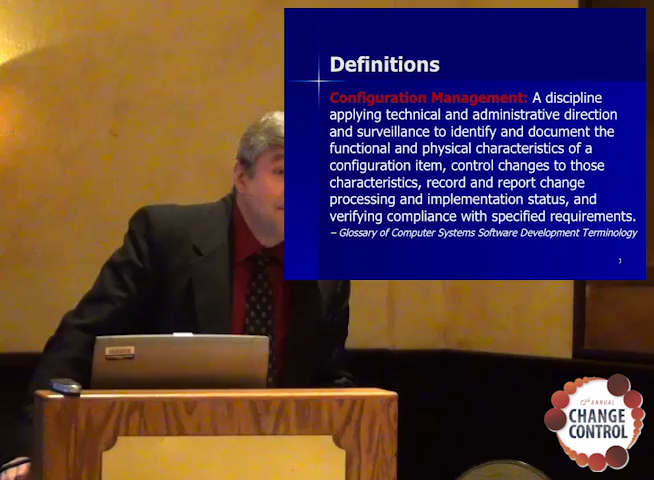 Definitions
Configuration Management: A discipline
applying technical and administrative direction
and surveillance to identify and document the
functional and physical characteristics of a
configuration item, control changes to those
characteristics, record and report change
processing and implementation status, and
verifying compliance with specified requirements.
– Glossary of Computer Systems Software Development Terminology
3
12th ANNUAL
CHANGE
CONTROL